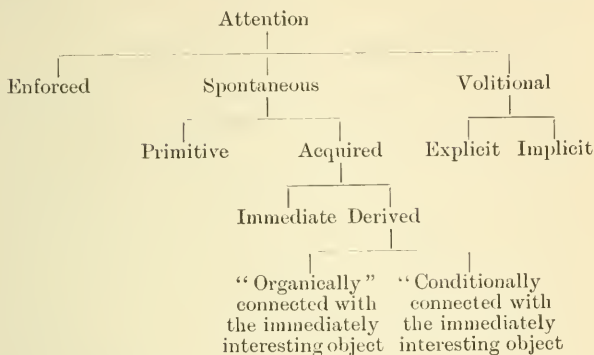 Attention
Enforced Spontaneous Volitional
Primitive Acquired Explicit Implicit
Immediate Derived
“ Organically ” “ Conditionally
connected with connected with
the immediately the immediately
interesting object interesting object